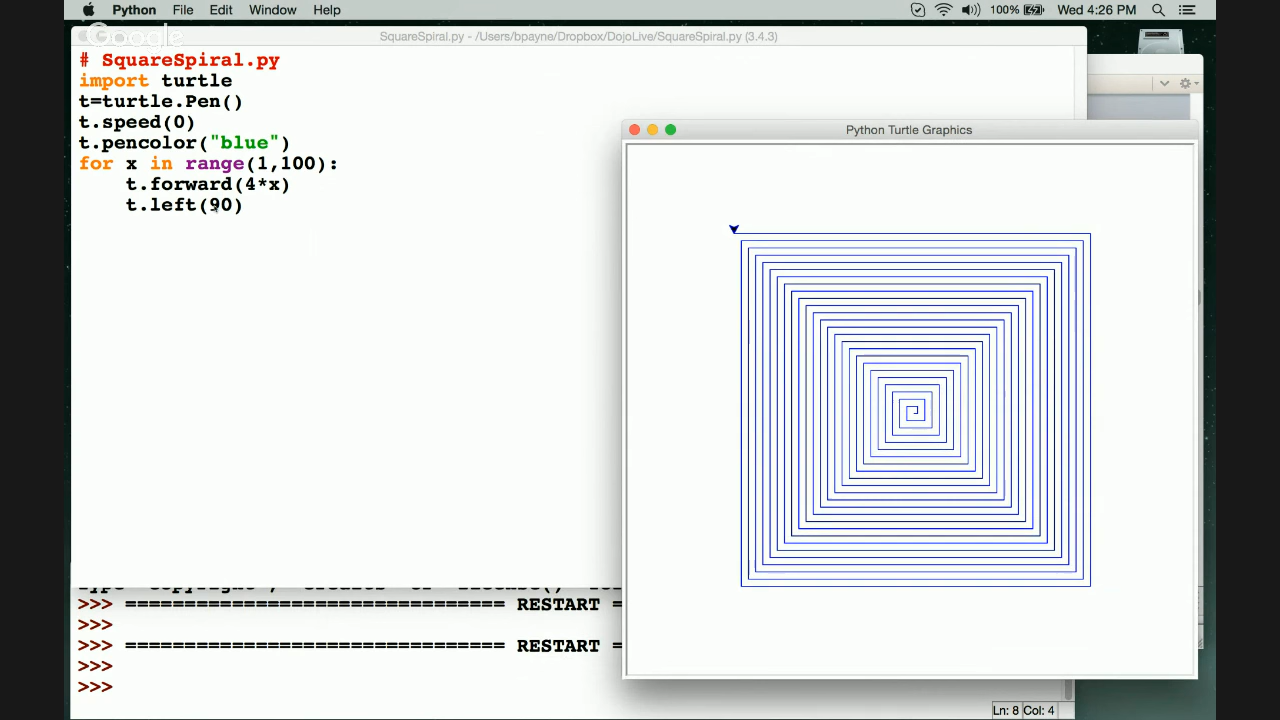 Python File Edit Window Help 100% Wed 4:26 PM
Google
SquareSpiral.py - /Users/bpayne/Dropbox/DojoLive/SquareSpiral.py (3.4.3)
# SquareSpiral.py
import turtle
t=turtle.Pen()
t.speed(0)
t.pencolor("blue")
for x in range(1,100):
t.forward(4*x)
t.left(90)
Python Turtle Graphics
>>> ================================ RESTART =
>>>
>>> ================================ RESTART =
>>>
>>>
Ln: 8 Col: 4